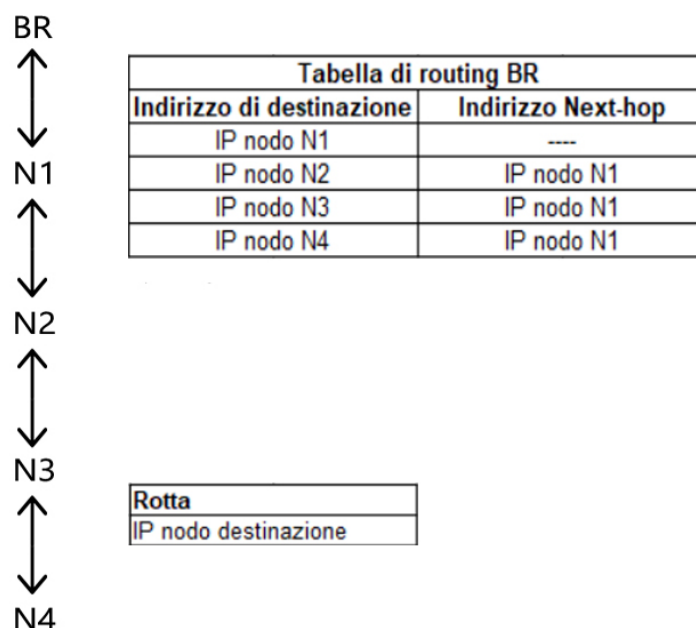 BR
Tabella di routing BR
Indirizzo di destinazione Indirizzo Next-hop
IP nodo N1 ----
N1
IP nodo N2 IP nodo N1
IP nodo N3 IP nodo N1
IP nodo N4 IP nodo N1
N2
N3
Rotta
IP nodo destinazione
N4